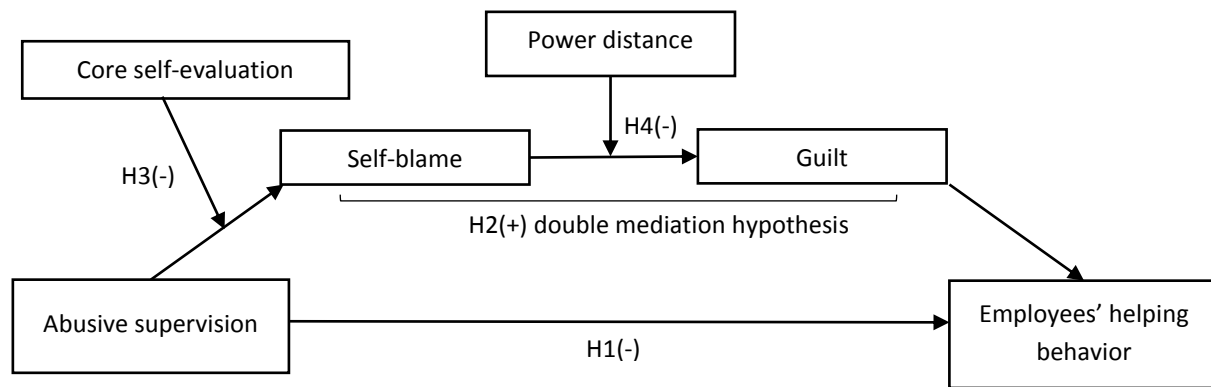 Power distance
Core self-evaluation
H4(-)
Self-blame
Guilt
H3(-)
H2(+) double mediation hypothesis
Abusive supervision
Employees’ helping
behavior
H1(-)